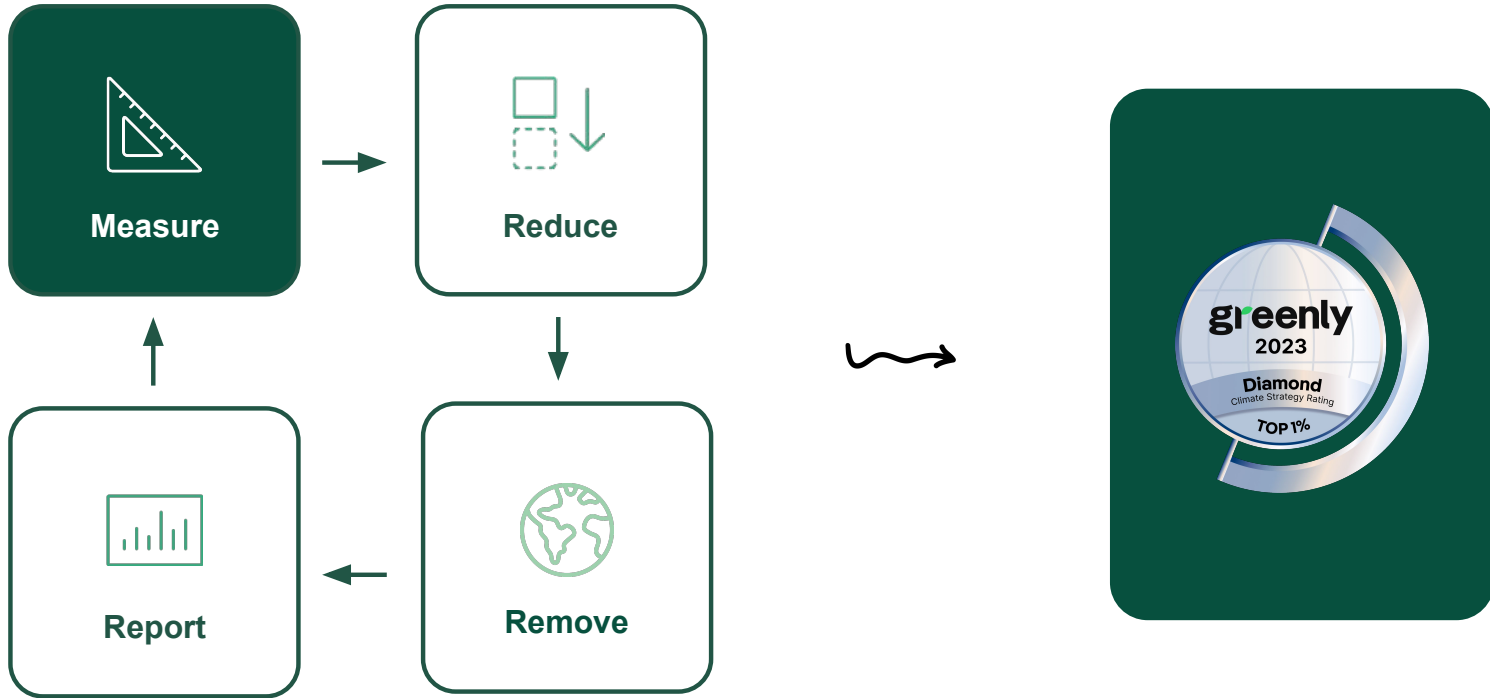 Measure
Reduce
Report
Remove
greenly
2023
Diamond
Climate Strategy Rating
TOP 1%